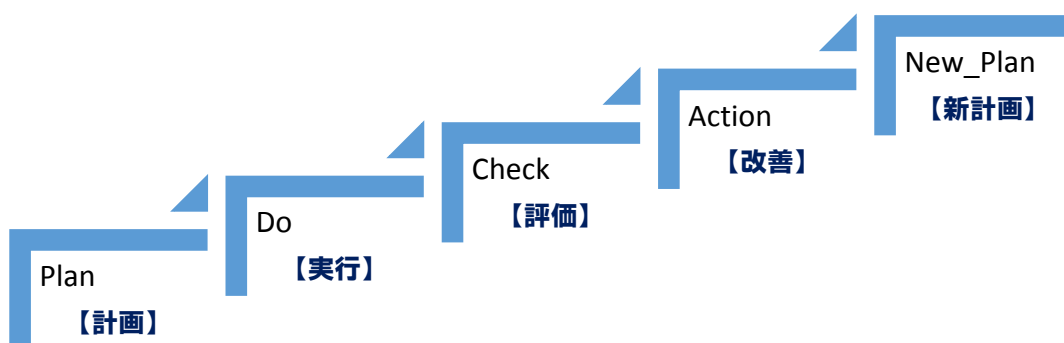 Plan
【計画】
Do
【実行】
Check
【評価】
Action
【改善】
New_Plan
【新計画】